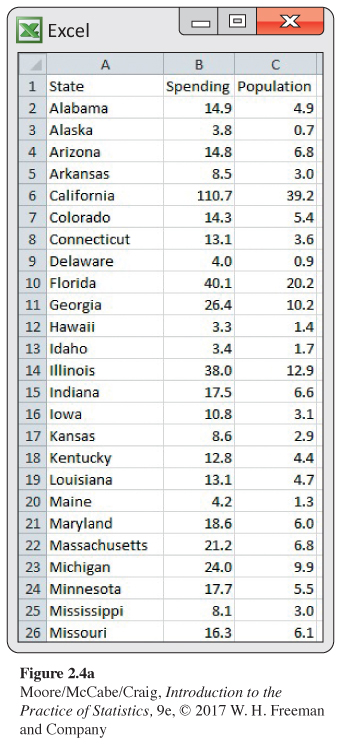 Excel
A B C
1 State Spending Population
2 Alabama 14.9 4.9
3 Alaska 3.8 0.7
4 Arizona 14.8 6.8
5 Arkansas 8.5 3.0
6 California 110.7 39.2
7 Colorado 14.3 5.4
8 Connecticut 13.1 3.6
9 Delaware 4.0 0.9
10 Florida 40.1 20.2
11 Georgia 26.4 10.2
12 Hawaii 3.3 1.4
13 Idaho 3.4 1.7
14 Illinois 38.0 12.9
15 Indiana 17.5 6.6
16 Iowa 10.8 3.1
17 Kansas 8.6 2.9
18 Kentucky 12.8 4.4
19 Louisiana 13.1 4.7
20 Maine 4.2 1.3
21 Maryland 18.6 6.0
22 Massachusetts 21.2 6.8
23 Michigan 24.0 9.9
24 Minnesota 17.7 5.5
25 Mississippi 8.1 3.0
26 Missouri 16.3 6.1
Figure 2.4a
Moore/McCabe/Craig, Introduction to the
Practice of Statistics, 9e, © 2017 W. H. Freeman
and Company